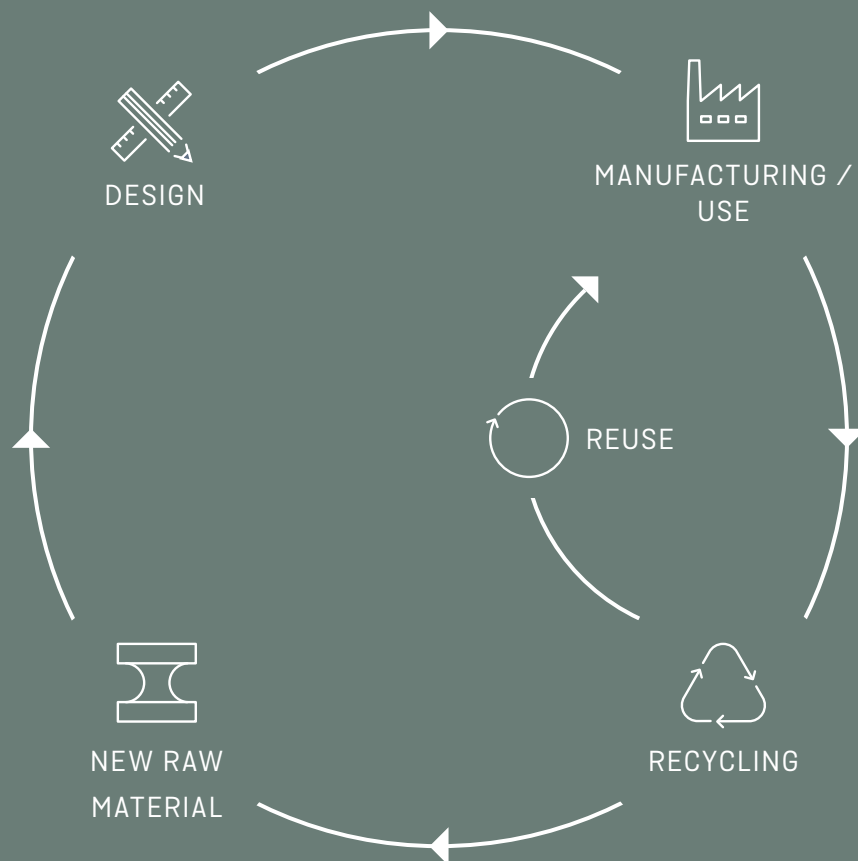 DESIGN
MANUFACTURING /
USE
REUSE
NEW RAW
MATERIAL
RECYCLING